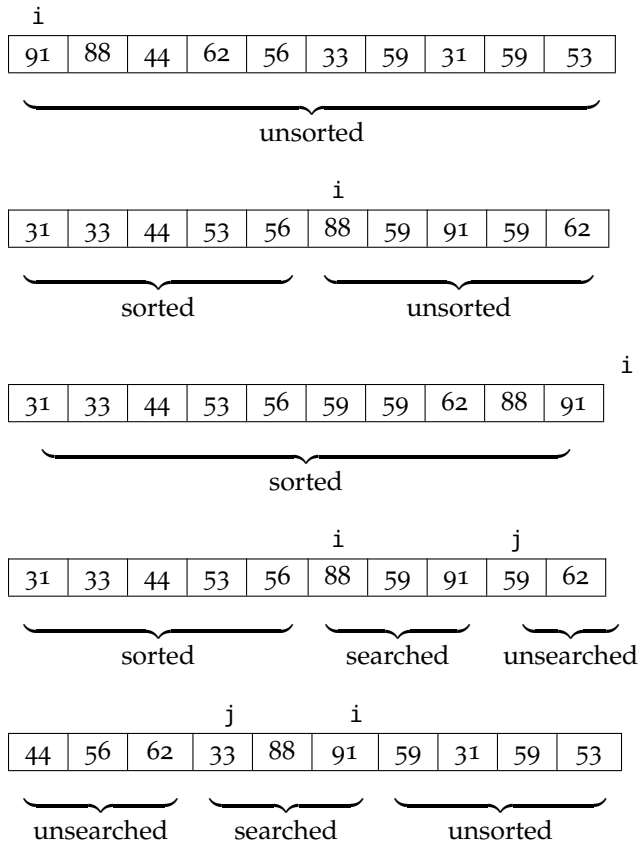 i
91 88 44 62 56 33 59 31 59 53
unsorted
i
31 33 44 53 56 88 59 91 59 62
sorted unsorted
i
31 33 44 53 56 59 59 62 88 91
sorted
i j
31 33 44 53 56 88 59 91 59 62
sorted searched unsearched
j i
44 56 62 33 88 91 59 31 59 53
unsearched searched unsorted